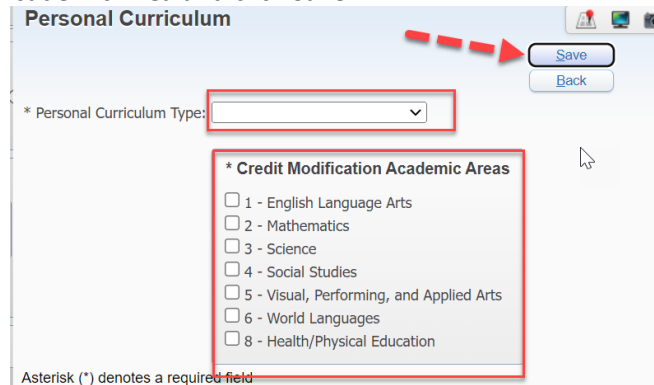 Personal Curriculum
Save
Back
* Personal Curriculum Type:
* Credit Modification Academic Areas
1 - English Language Arts
2 - Mathematics
3 - Science
4 - Social Studies
5 - Visual, Performing, and Applied Arts
6 - World Languages
8 - Health/Physical Education
Asterisk (*) denotes a required field